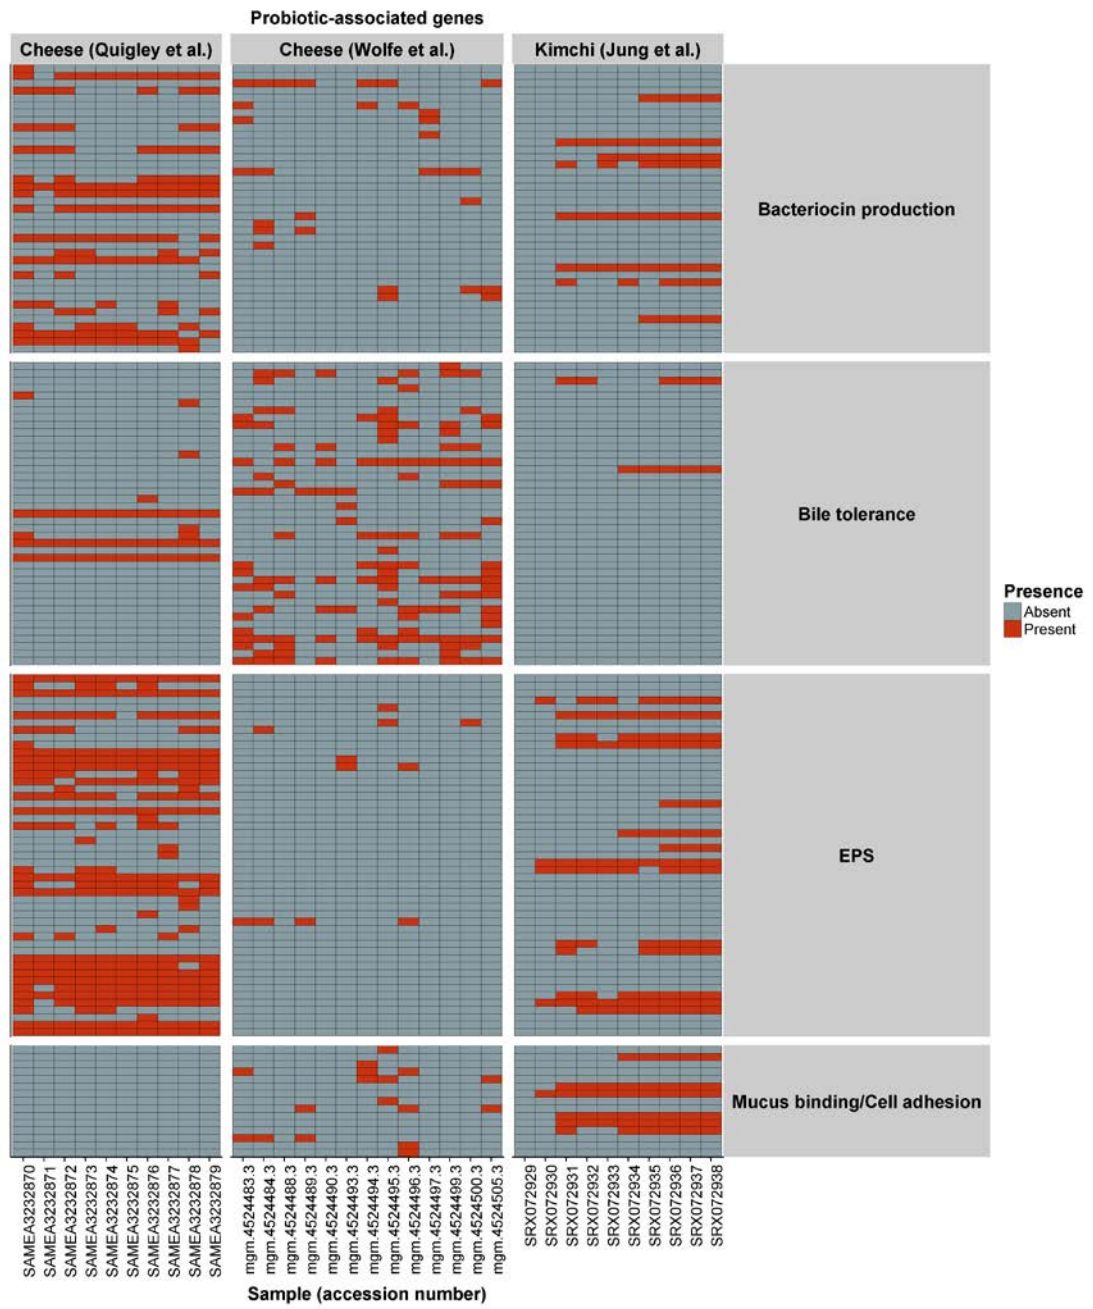 Probiotic-associated genes
Cheese (Quigley et al.)
Cheese (Wolfe et al.)
Kimchi (Jung et al.)
Bacteriocin production
Bile tolerance
EPS
Mucus binding/Cell adhesion
Presence
Absent
Present
SAMEA3232870
SAMEA3232871
SAMEA3232872
SAMEA3232873
SAMEA3232874
SAMEA3232875
SAMEA3232876
SAMEA3232877
SAMEA3232878
SAMEA3232879
mgm.4524483.3
mgm.4524484.3
mgm.4524488.3
mgm.4524489.3
mgm.4524490.3
mgm.4524493.3
mgm.4524494.3
mgm.4524495.3
mgm.4524496.3
mgm.4524497.3
mgm.4524499.3
mgm.4524500.3
mgm.4524505.3
SRX072929
SRX072930
SRX072931
SRX072932
SRX072933
SRX072934
SRX072935
SRX072936
SRX072937
SRX072938
Sample (accession number)